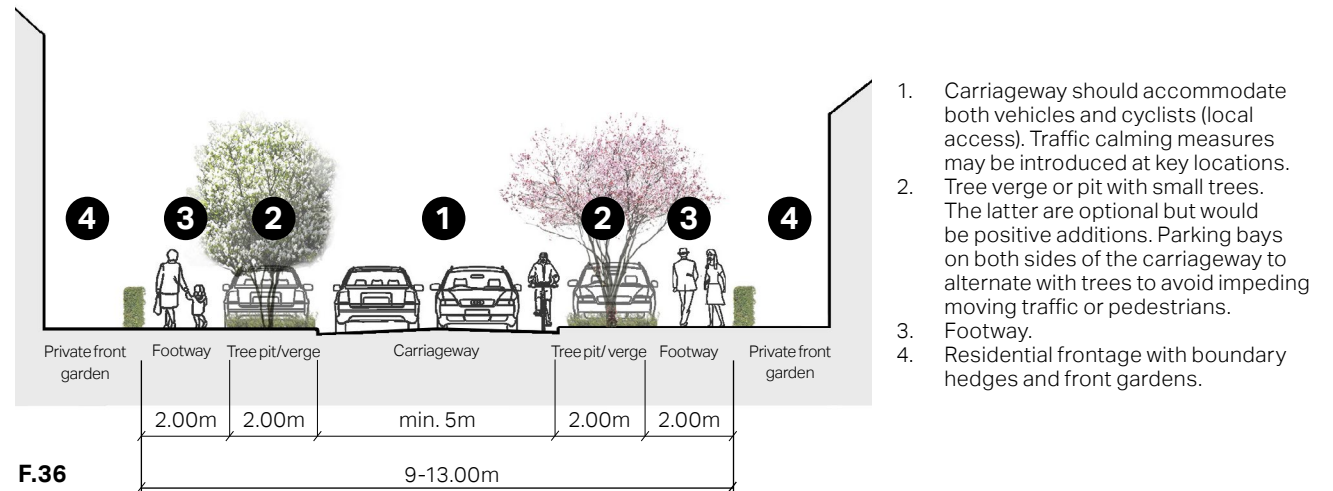 4
3
2
1
2
3
4
Private front
garden
Footway
Tree pit/verge
Carriageway
Tree pit/ verge
Footway
Private front
garden
2.00m
2.00m
min. 5m
2.00m
2.00m
F.36
9-13.00m
1. Carriageway should accommodate
both vehicles and cyclists (local
access). Traffic calming measures
may be introduced at key locations.
2. Tree verge or pit with small trees.
The latter are optional but would
be positive additions. Parking bays
on both sides of the carriageway to
alternate with trees to avoid impeding
moving traffic or pedestrians.
3. Footway.
4. Residential frontage with boundary
hedges and front gardens.